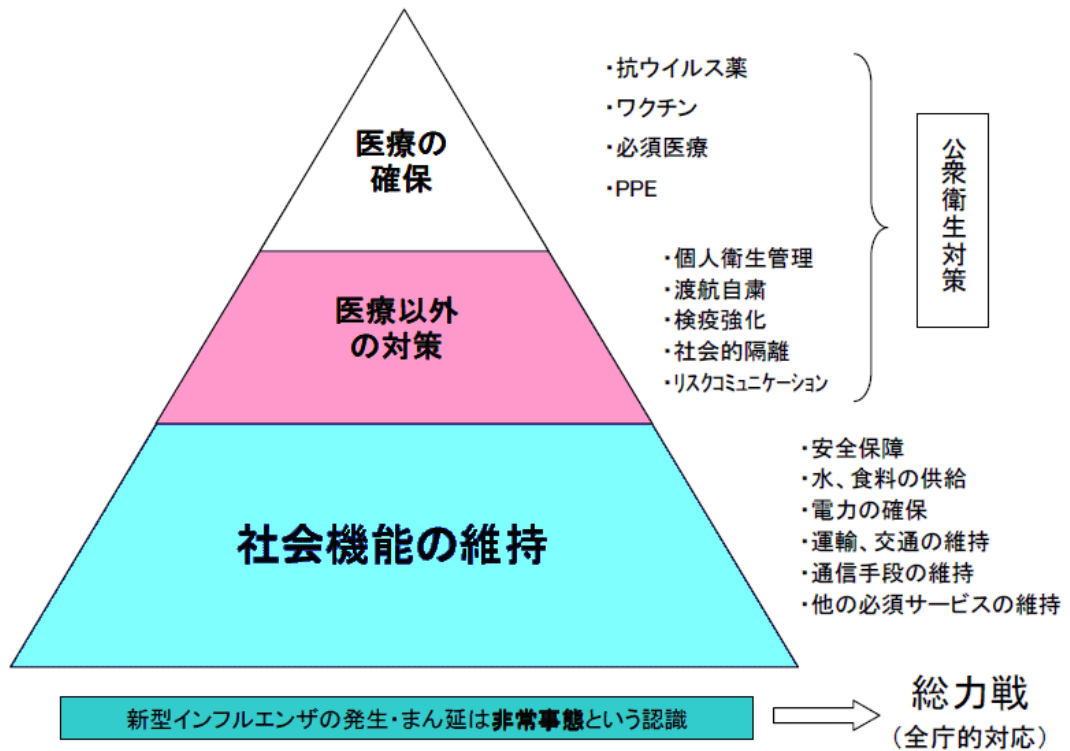 医療の
確保
・抗ウイルス薬
・ワクチン
・必須医療
・PPE
医療以外
の対策
・個人衛生管理
・渡航自粛
・検疫強化
・社会的隔離
・ﾘｽｸｺﾐｭﾆｹｰｼｮﾝ
公衆衛生対策
社会機能の維持
・安全保障
・水、食料の供給
・電力の確保
・運輸、交通の維持
・通信手段の維持
・他の必須サービスの維持
新型インフルエンザの発生・まん延は非常事態という認識
総力戦
(全庁的対応)